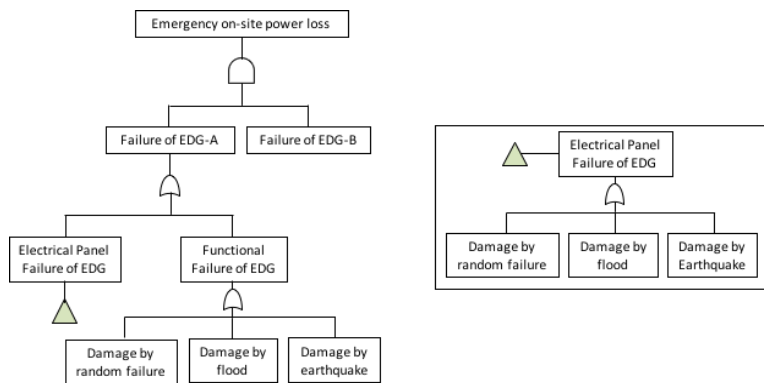 Emergency on-site power loss
Failure of EDG-A
Failure of EDG-B
Electrical Panel
Failure of EDG
Functional
Failure of EDG
Damage by
random failure
Damage by
flood
Damage by
earthquake
Electrical Panel
Failure of EDG
Damage by
random failure
Damage by
flood
Damage by
Earthquake